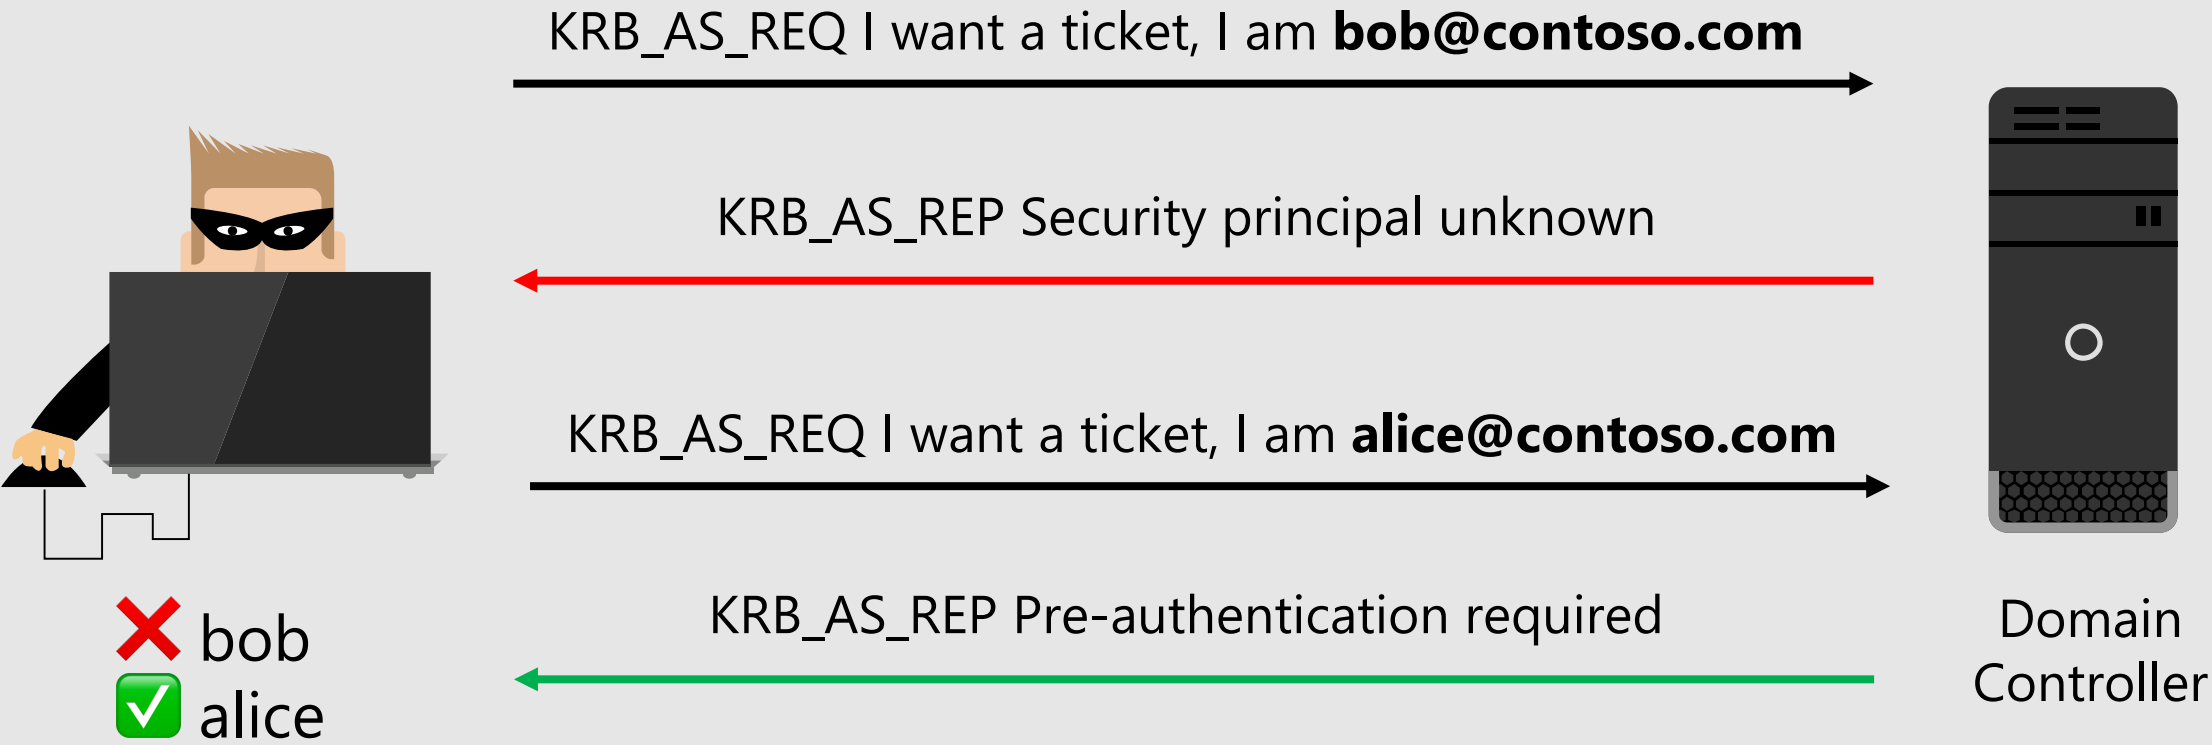 KRB_AS_REQ I want a ticket, I am bob@contoso.com
KRB_AS_REP Security principal unknown
KRB_AS_REQ I want a ticket, I am alice@contoso.com
KRB_AS_REP Pre-authentication required
bob
alice
Domain
Controller